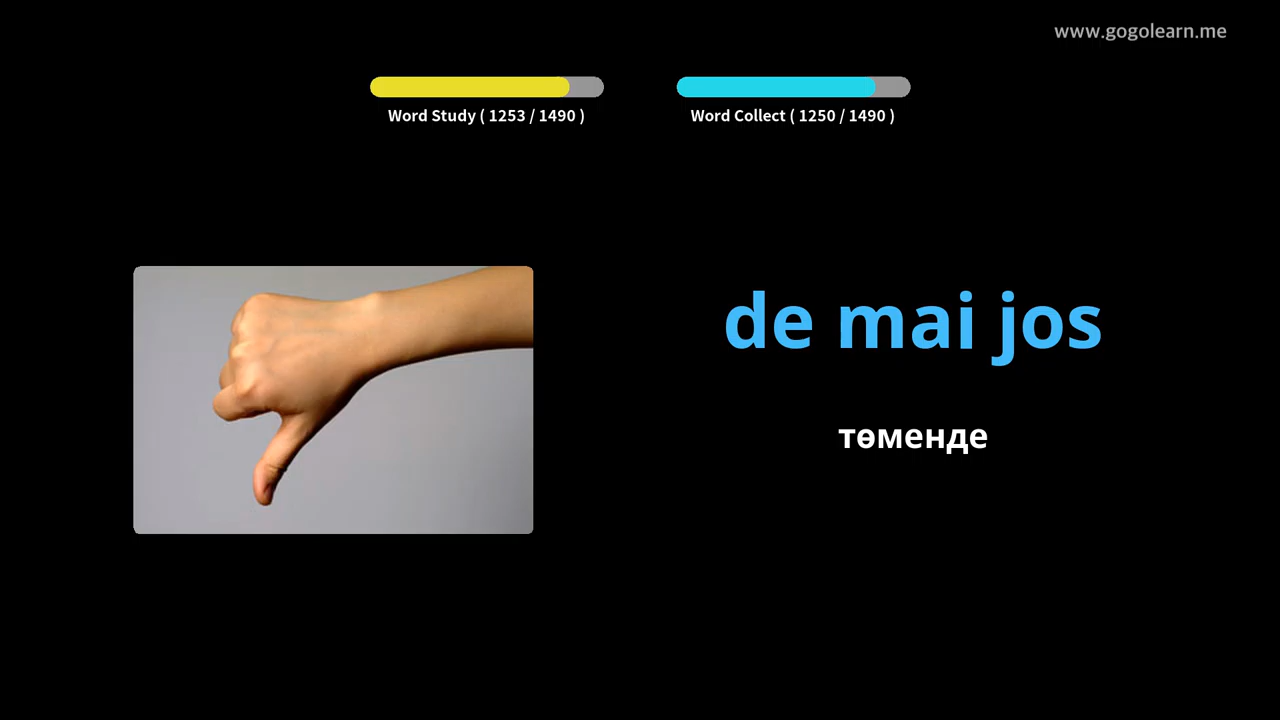 www.gogolearn.me
Word Study ( 1253 / 1490 )
Word Collect ( 1250 / 1490 )
de mai jos
төменде